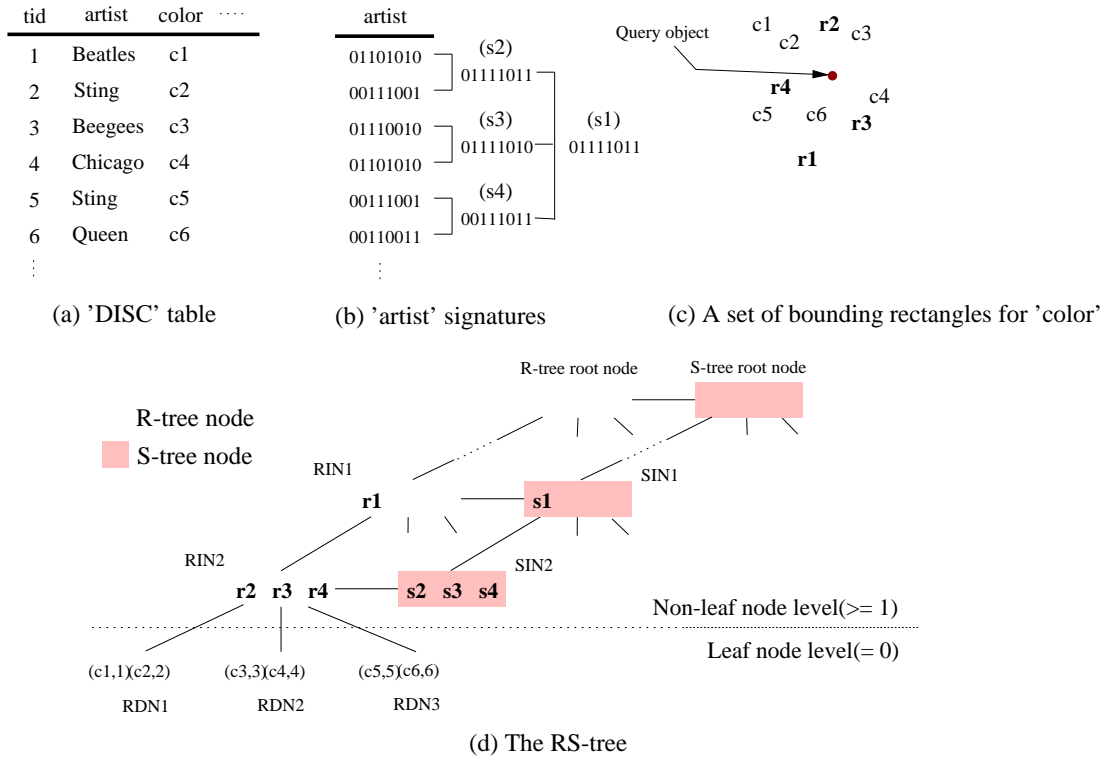 tid artist color ....
1 Beatles c1
2 Sting c2
3 Beegees c3
4 Chicago c4
5 Sting c5
6 Queen c6
(a) 'DISC' table
artist
01101010
00111001
01110010
01101010
00111001
00110011
(s2)
01111011
(s3)
01111010
(s4)
00111011
(s1)
01111011
(b) 'artist' signatures
Query object
c1
c2
r2
c3
r4
c4
c5
c6
r3
r1
(c) A set of bounding rectangles for 'color'
R-tree root node
S-tree root node
R-tree node
S-tree node
RIN1
r1
s1
SIN1
RIN2
r2 r3 r4
s2 s3 s4
SIN2
Non-leaf node level(>= 1)
Leaf node level(= 0)
(c1,1)(c2,2)
(c3,3)(c4,4)
(c5,5)(c6,6)
RDN1
RDN2
RDN3
(d) The RS-tree